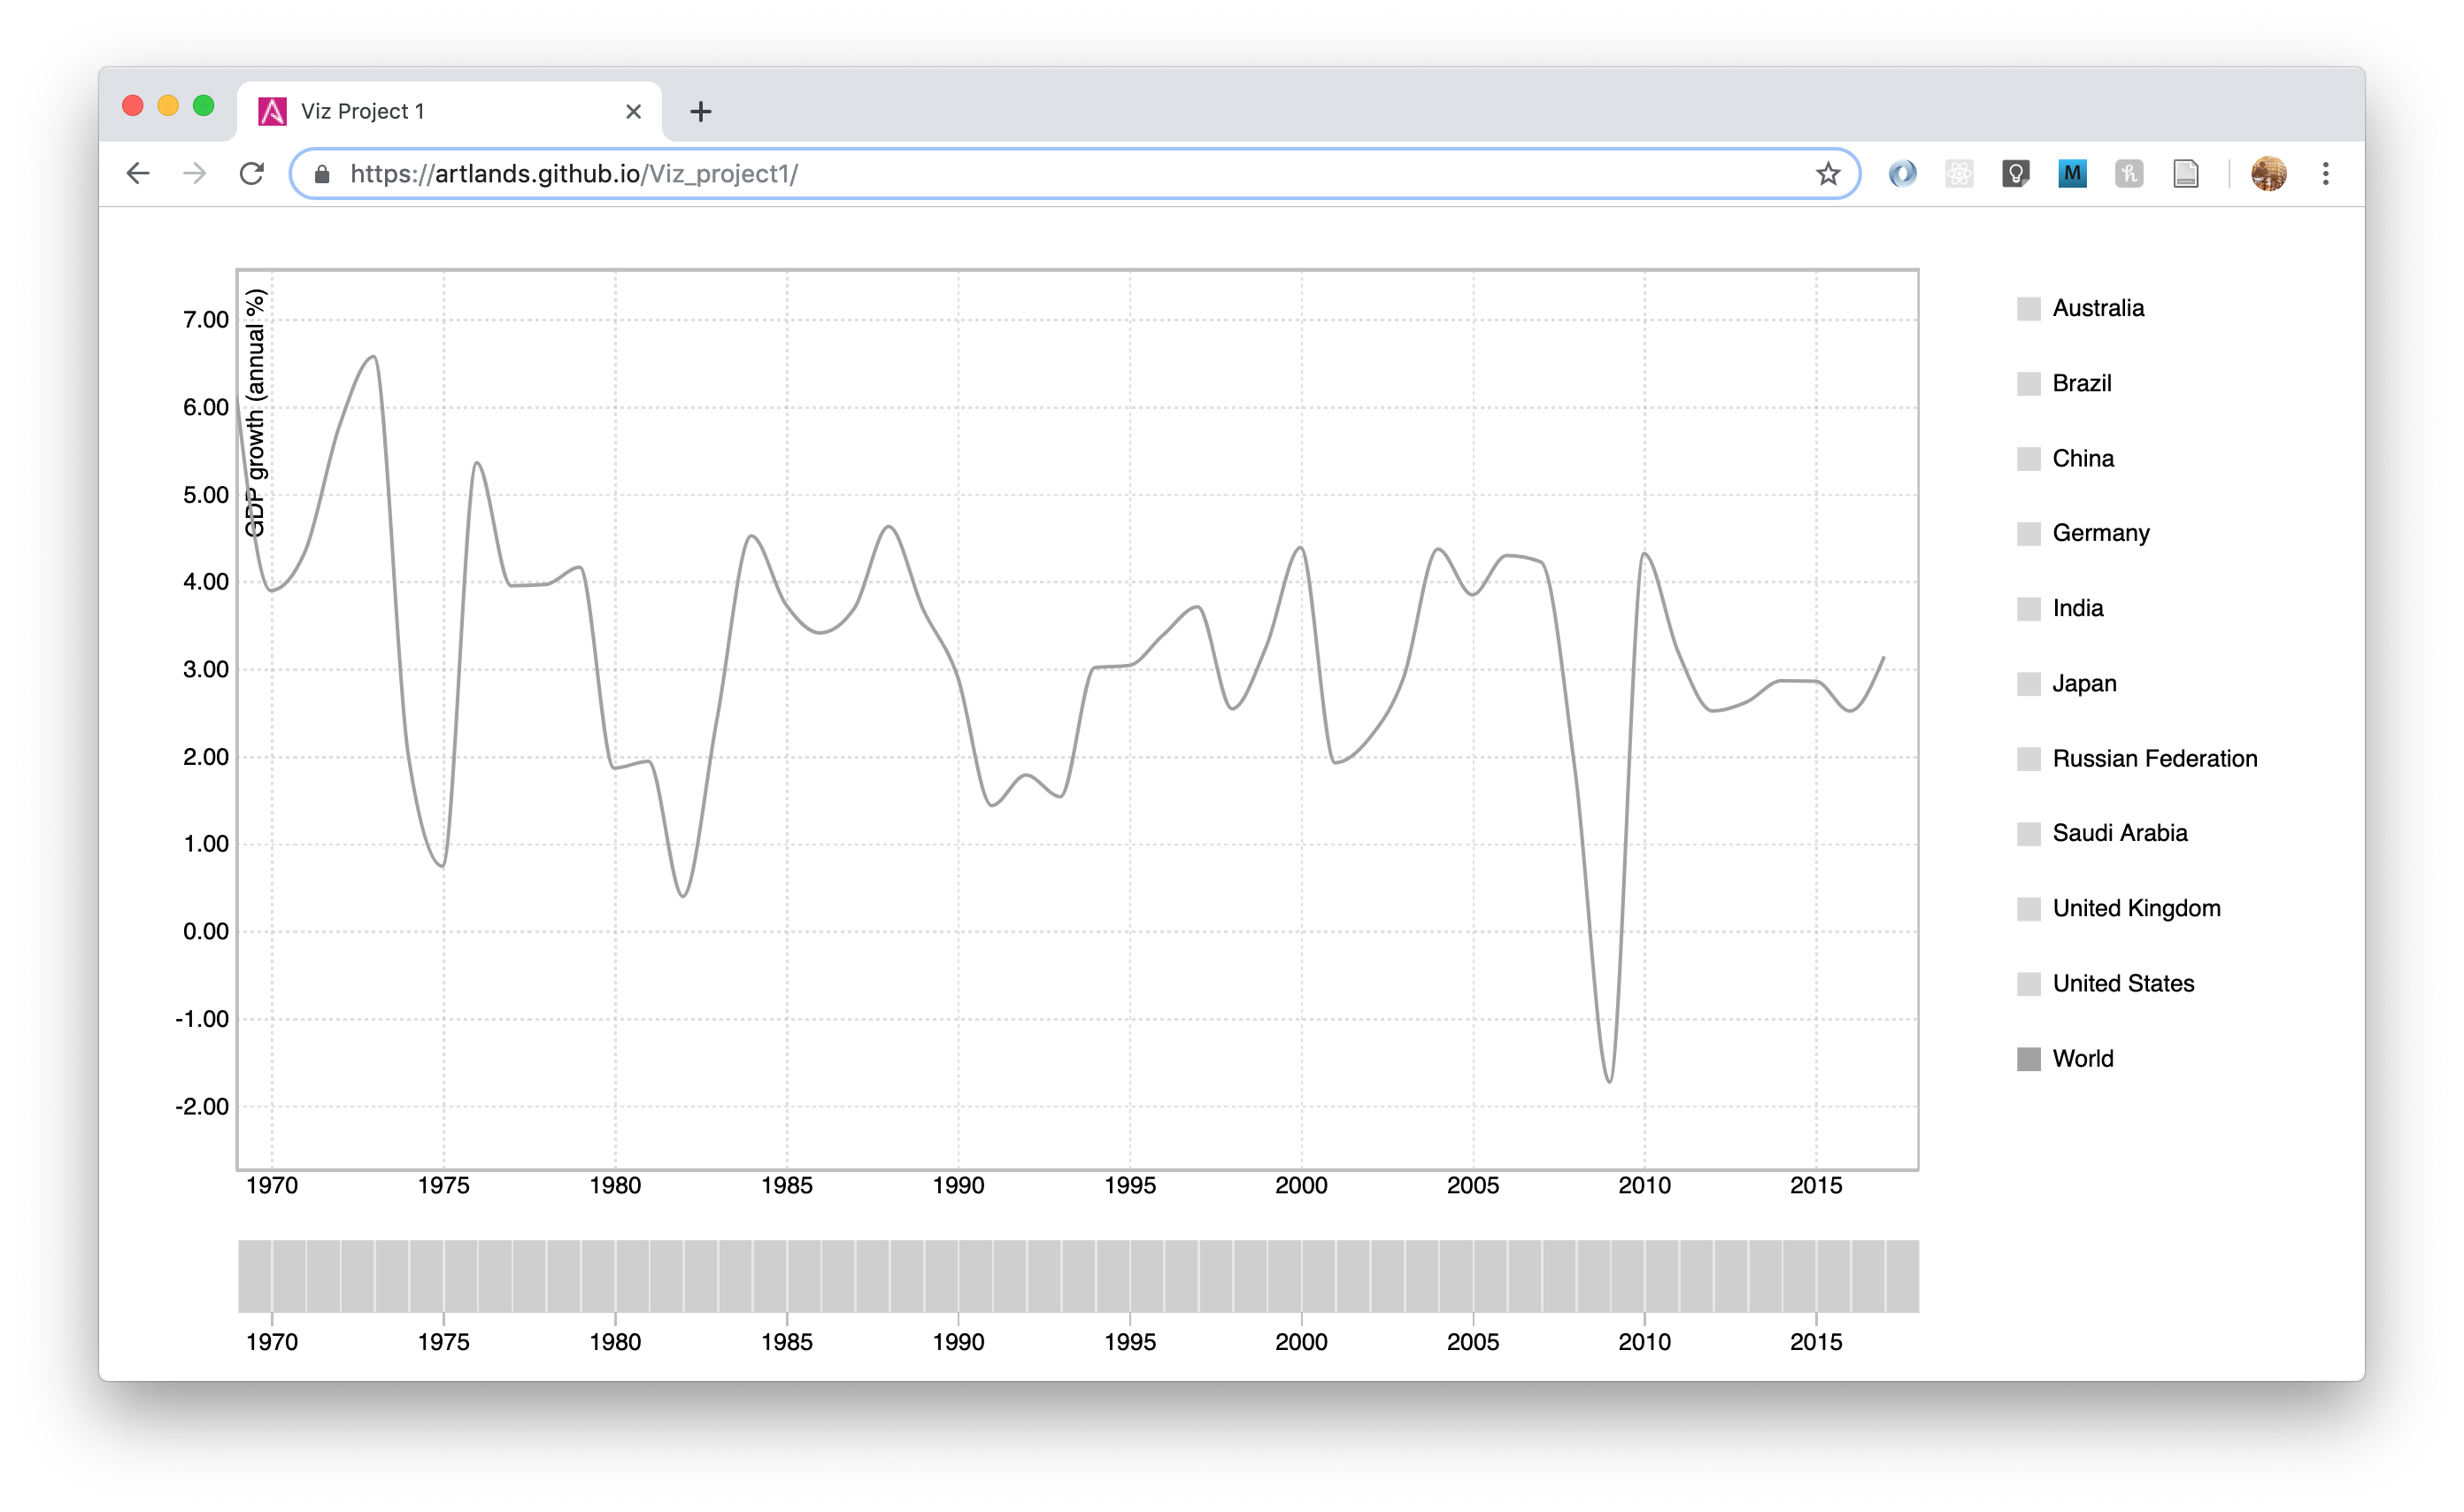 Viz Project 1
https://artlands.github.io/Viz_project1/
M
h
GDP growth (annual %)
7.00
6.00
5.00
4.00
3.00
2.00
1.00
0.00
-1.00
-2.00
1970 1975 1980 1985 1990 1995 2000 2005 2010 2015
1970 1975 1980 1985 1990 1995 2000 2005 2010 2015
Australia
Brazil
China
Germany
India
Japan
Russian Federation
Saudi Arabia
United Kingdom
United States
World